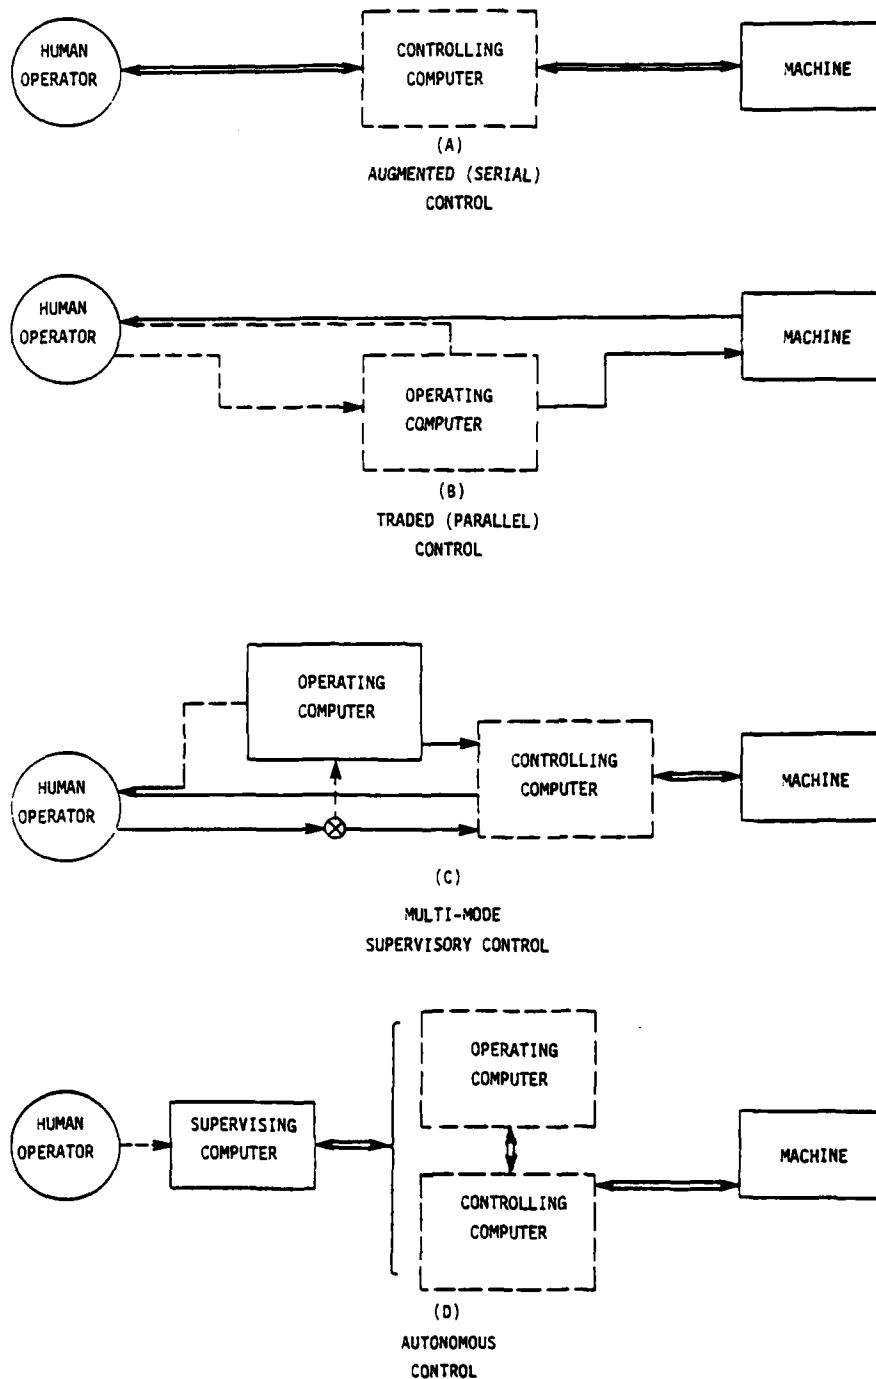 HUMAN
OPERATOR
CONTROLLING
COMPUTER
MACHINE
(A)
AUGMENTED (SERIAL)
CONTROL
HUMAN
OPERATOR
OPERATING
COMPUTER
MACHINE
(B)
TRADED (PARALLEL)
CONTROL
OPERATING
COMPUTER
HUMAN
OPERATOR
CONTROLLING
COMPUTER
MACHINE
(C)
MULTI-MODE
SUPERVISORY CONTROL
OPERATING
COMPUTER
HUMAN
OPERATOR
SUPERVISING
COMPUTER
CONTROLLING
COMPUTER
MACHINE
(D)
AUTONOMOUS
CONTROL